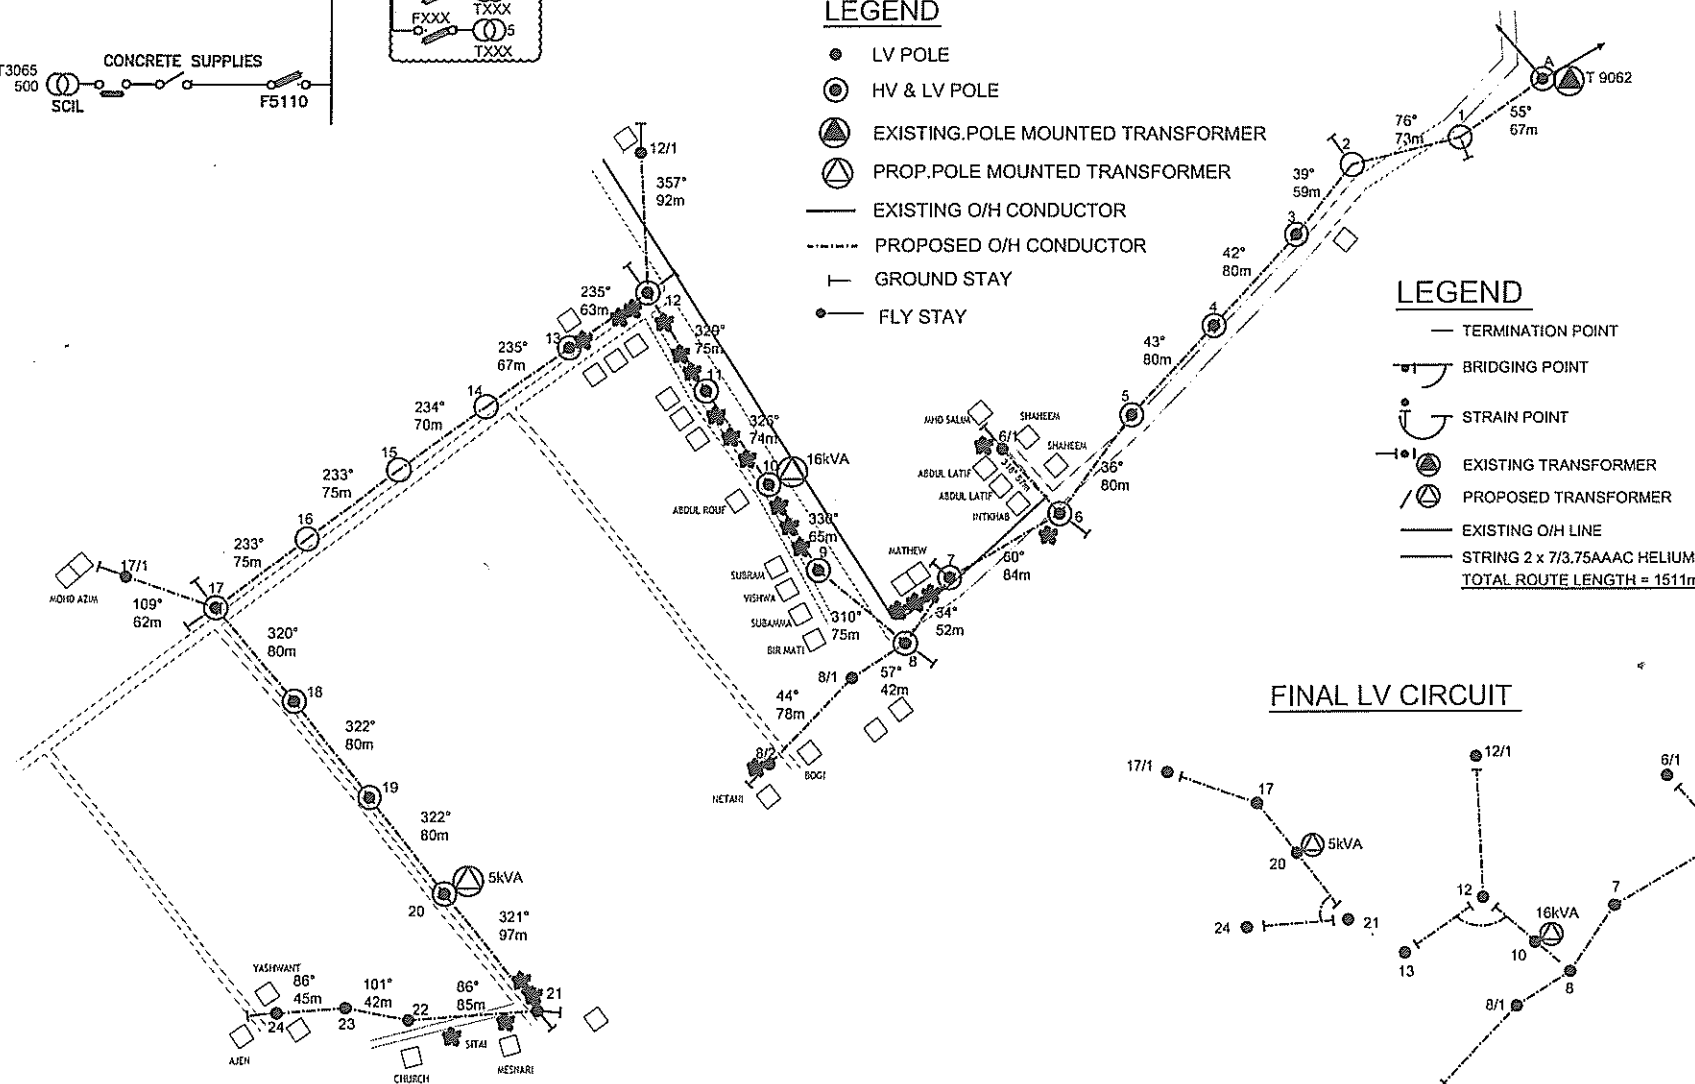 TXXX
FXXX
5
TXXX
T3065
500
SCIL
CONCRETE SUPPLIES
F5110
LEGEND
LV POLE
HV & LV POLE
EXISTING.POLE MOUNTED TRANSFORMER
PROP.POLE MOUNTED TRANSFORMER
EXISTING O/H CONDUCTOR
PROPOSED O/H CONDUCTOR
GROUND STAY
FLY STAY
A
T 9062
55°
67m
1
76°
73m
2
39°
59m
3
42°
80m
4
43°
80m
5
36°
80m
6
LEGEND
TERMINATION POINT
BRIDGING POINT
STRAIN POINT
EXISTING TRANSFORMER
PROPOSED TRANSFORMER
EXISTING O/H LINE
STRING 2 x 7/3.75AAAC HELIUM
TOTAL ROUTE LENGTH = 1511m
12/1
357°
92m
12
235°
63m
13
235°
67m
14
234°
70m
15
233°
75m
16
233°
75m
17
17/1
109°
62m
MOHD AZIM
320°
80m
18
322°
80m
19
322°
80m
20
5kVA
321°
97m
21
86°
85m
22
101°
42m
23
86°
45m
24
YASHWANT
AJEN
CHURCH
SITAI
MESHARI
75m
11
326°
74m
10
16kVA
ABDUL ROUF
330°
65m
9
SUBRAM
VISHWA
SUBAMMA
BIR MATI
310°
75m
8
57°
42m
8/1
44°
78m
8/2
BOGI
NETANI
MATHEW
7
34°
52m
60°
84m
MHD SALIM
6/1
SHAHEEM
SHAHEEM
ABDUL LATIF
ABDUL LATIF
INTKHAB
FINAL LV CIRCUIT
17/1
17
20
5kVA
24
21
12/1
12
13
16kVA
10
8
8/1
7
6/1